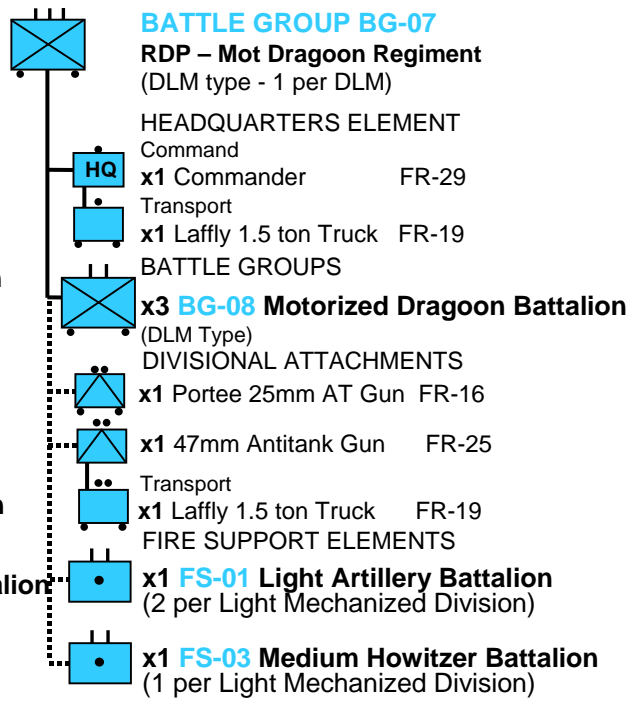 BATTLE GROUP BG-07
RDP – Mot Dragoon Regiment
(DLM type - 1 per DLM)
HEADQUARTERS ELEMENT
Command
HQ
x1 Commander FR-29
Transport
x1 Laffly 1.5 ton Truck FR-19
BATTLE GROUPS
x3 BG-08 Motorized Dragoon Battalion
(DLM Type)
DIVISIONAL ATTACHMENTS
x1 Portee 25mm AT Gun FR-16
x1 47mm Antitank Gun FR-25
Transport
x1 Laffly 1.5 ton Truck FR-19
FIRE SUPPORT ELEMENTS
alion
x1 FS-01 Light Artillery Battalion
(2 per Light Mechanized Division)
x1 FS-03 Medium Howitzer Battalion
(1 per Light Mechanized Division)